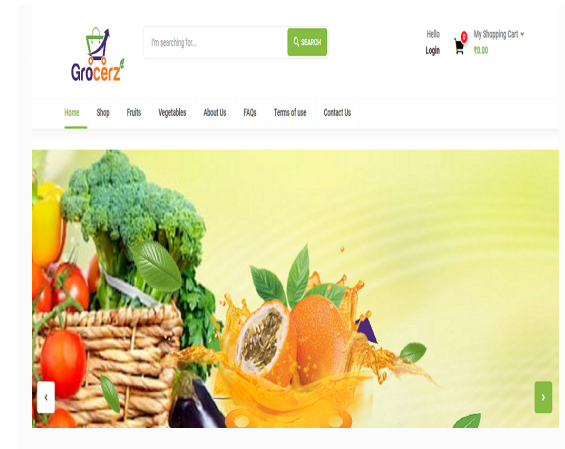 Grocerz
I'm searching for...
SEARCH
Hello
Login
0
My Shopping Cart
₹0.00
Home
Shop
Fruits
Vegetables
About Us
FAQs
Terms of use
Contact Us